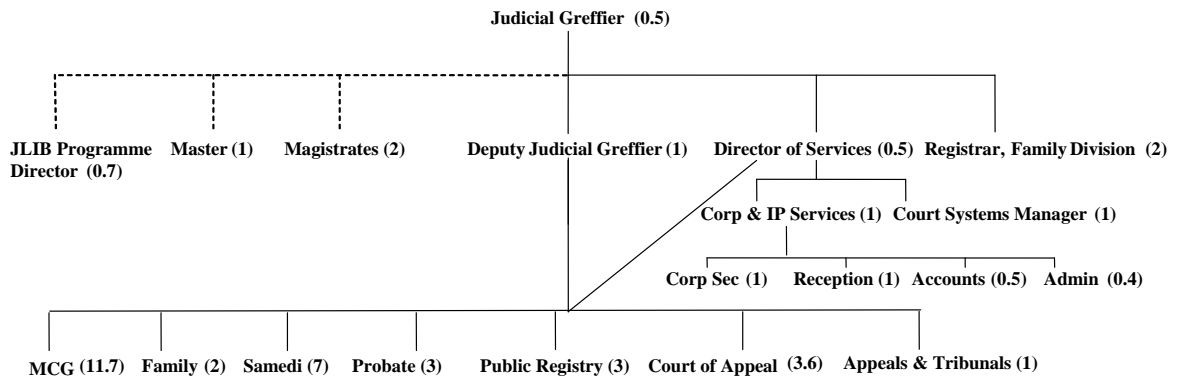 Judicial Greffier (0.5)
JLIB Programme Director (0.7)
Master (1)
Magistrates (2)
Deputy Judicial Greffier (1)
Director of Services (0.5)
Registrar, Family Division (2)
Corp & IP Services (1)
Court Systems Manager (1)
Corp Sec (1)
Reception (1)
Accounts (0.5)
Admin (0.4)
MCG (11.7)
Family (2)
Samedi (7)
Probate (3)
Public Registry (3)
Court of Appeal (3.6)
Appeals & Tribunals (1)